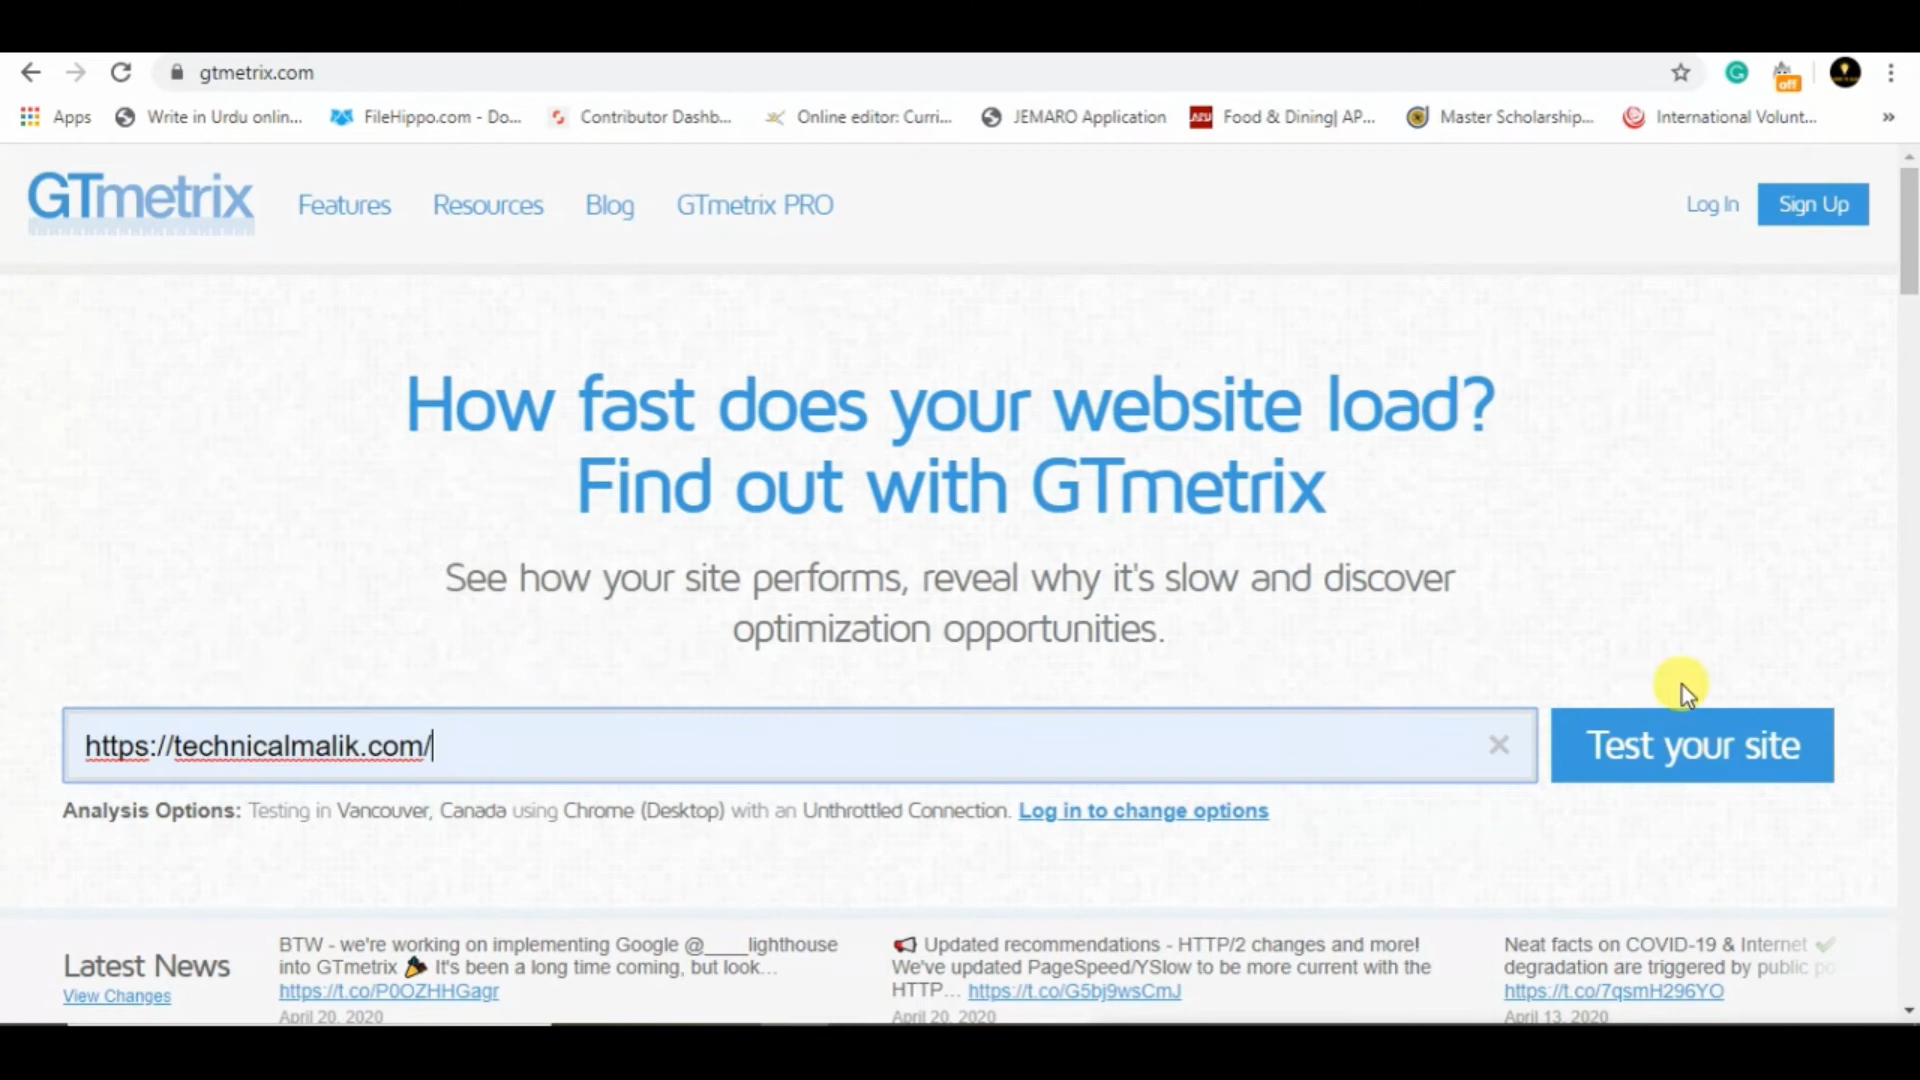 gtmetrix.com
off
Apps
Write in Urdu onlin...
FileHippo.com - Do...
Contributor Dashb...
Online editor: Curri...
JEMARO Application
Food & Dining| AP...
Master Scholarship...
International Volunt...
»
GTmetrix
Features
Resources
Blog
GTmetrix PRO
Log In
Sign Up
How fast does your website load?
Find out with GTmetrix
See how your site performs, reveal why it's slow and discover
optimization opportunities.
https://technicalmalik.com/
Test your site
Analysis Options: Testing in Vancouver, Canada using Chrome (Desktop) with an Unthrottled Connection. Log in to change options
Latest News
View Changes
BTW - we're working on implementing Google @____lighthouse
into GTmetrix 🎉 It's been a long time coming, but look...
https://t.co/P0OZHHGagr
April 20, 2020
📢 Updated recommendations - HTTP/2 changes and more!
We've updated PageSpeed/YSlow to be more current with the
HTTP... https://t.co/G5bj9wsCmJ
April 20, 2020
Neat facts on COVID-19 & Internet ✔
degradation are triggered by public po
https://t.co/7qsmH296YO
April 13, 2020